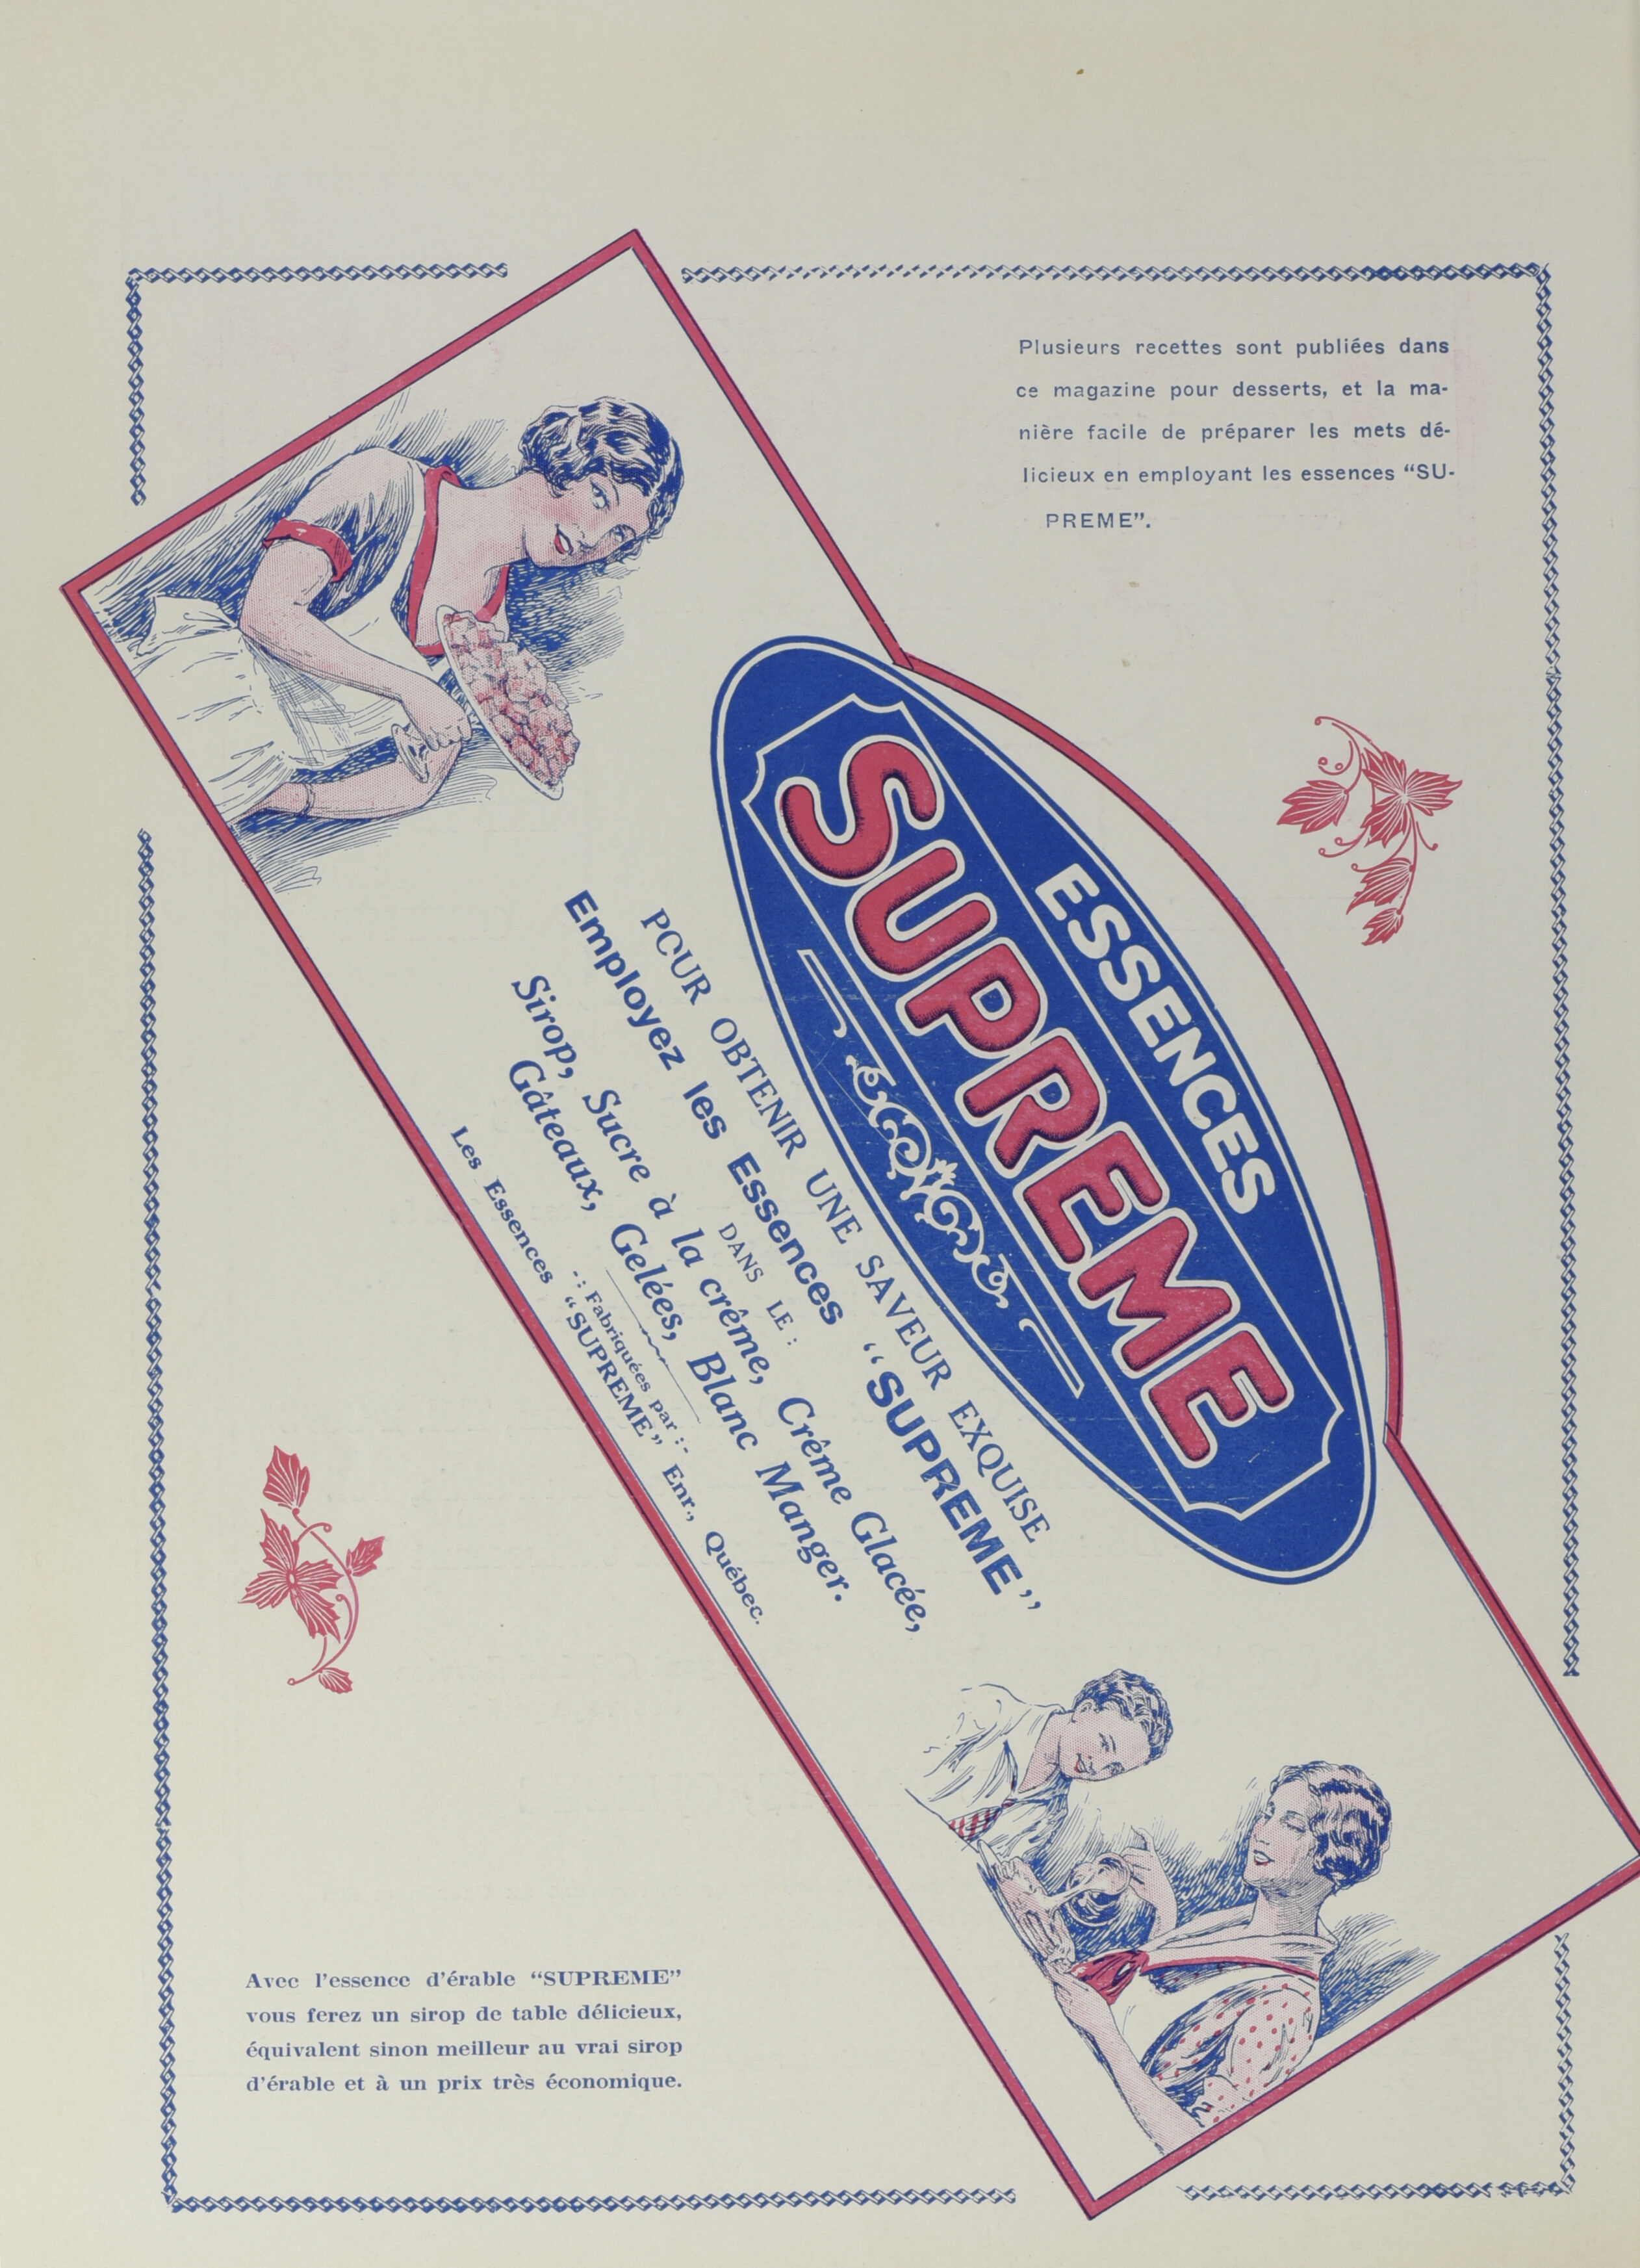 Plusieurs recettes sont publiées dans
ce magazine pour desserts, et la ma-
nière facile de préparer les mets dé-
licieux en employant les essences “SU-
PREME”.
ESSENCES
SUPREME
POUR OBTENIR UNE SAVEUR EXQUISE
Employez les Essences “SUPREME”
DANS LE :
Sirop, Sucre à la crême, Crême Glacée,
Gâteaux, Gelées, Blanc Manger.
- : Fabriquées par : -
Les Essences “SUPREME” Enr., Québec.
Avec l'essence d'érable “SUPREME”
vous ferez un sirop de table délicieux,
équivalent sinon meilleur au vrai sirop
d'érable et à un prix très économique.